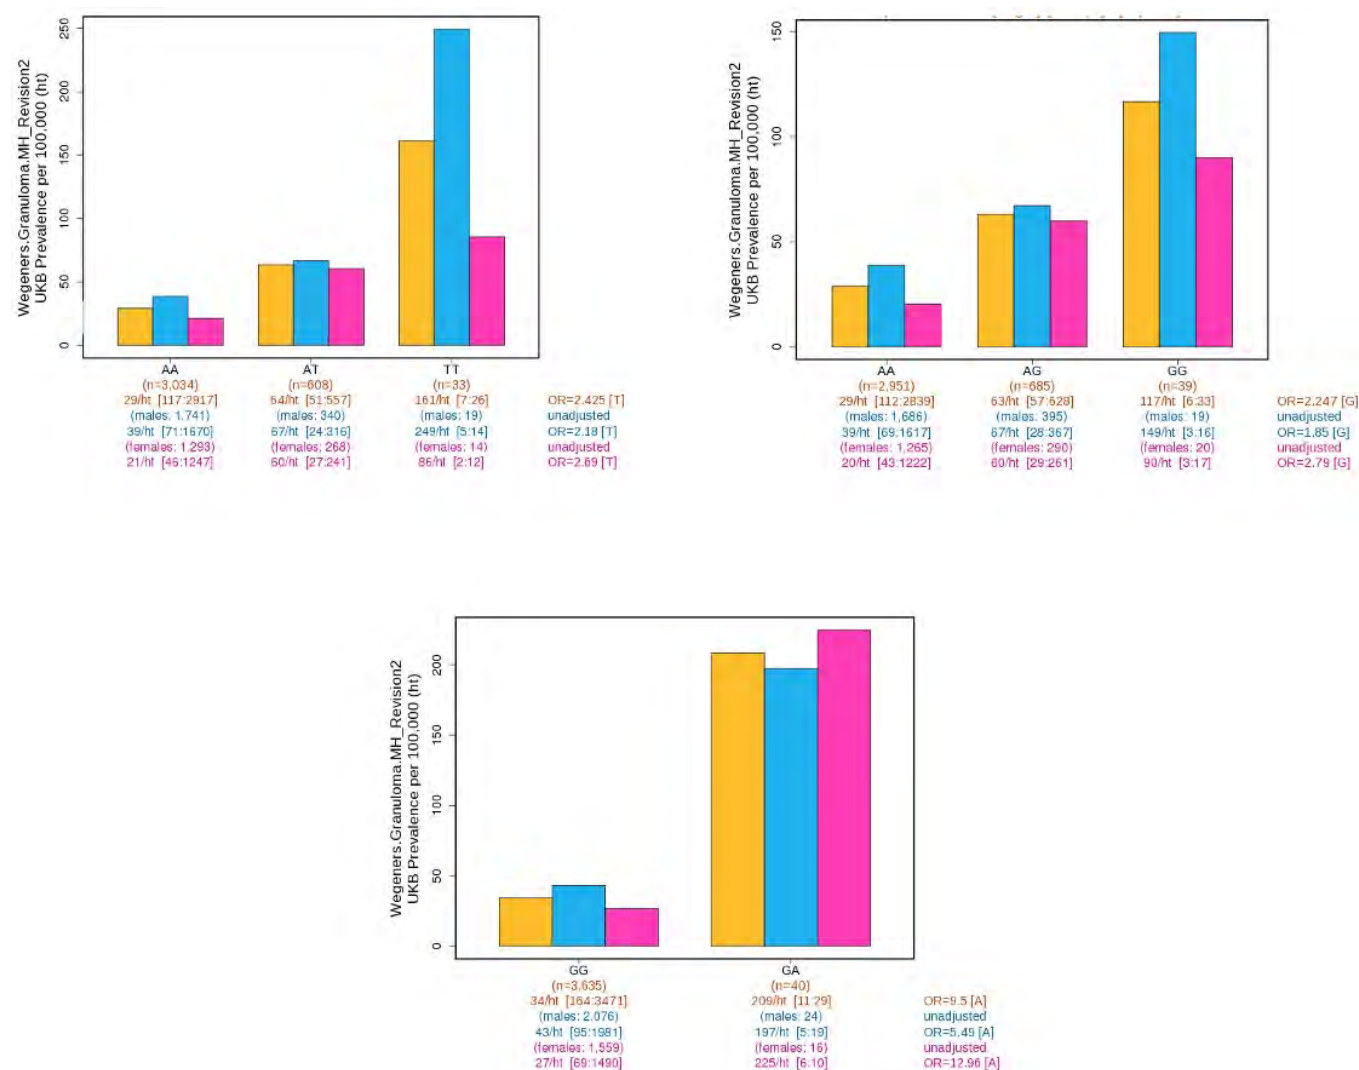 Wegeners.Granuloma.MH_Revision2
UKB Prevalence per 100,000 (ht)
250
200
150
100
50
0
AA AT TT
(n=3,034) (n=608) (n=33)
29/ht [117:2917] 64/ht [51:557] 161/ht [7:26] OR=2.425 [T]
(males: 1,741) (males: 340) (males: 19) unadjusted
39/ht [71:1670] 67/ht [24:316] 249/ht [5:14] OR=2.18 [T]
(females: 1,293) (females: 268) (females: 14) unadjusted
21/ht [46:1247] 60/ht [27:241] 86/ht [2:12] OR=2.69 [T]
Wegeners.Granuloma.MH_Revision2
UKB Prevalence per 100,000 (ht)
150
100
50
0
AA AG GG
(n=2,951) (n=685) (n=39)
29/ht [112:2839] 63/ht [57:628] 117/ht [6:33] OR=2.247 [G]
(males: 1,686) (males: 395) (males: 19) unadjusted
39/ht [69:1617] 67/ht [28:367] 149/ht [3:16] OR=1.85 [G]
(females: 1,265) (females: 290) (females: 20) unadjusted
20/ht [43:1222] 60/ht [29:261] 90/ht [3:17] OR=2.79 [G]
Wegeners.Granuloma.MH_Revision2
UKB Prevalence per 100,000 (ht)
200
150
100
50
0
GG GA
(n=3,635) (n=40)
34/ht [164:3471] 209/ht [11:29] OR=9.5 [A]
(males: 2,076) (males: 24) unadjusted
43/ht [95:1981] 197/ht [5:19] OR=5.49 [A]
(females: 1,559) (females: 16) unadjusted
27/ht [69:1490] 225/ht [6:10] OR=12.96 [A]